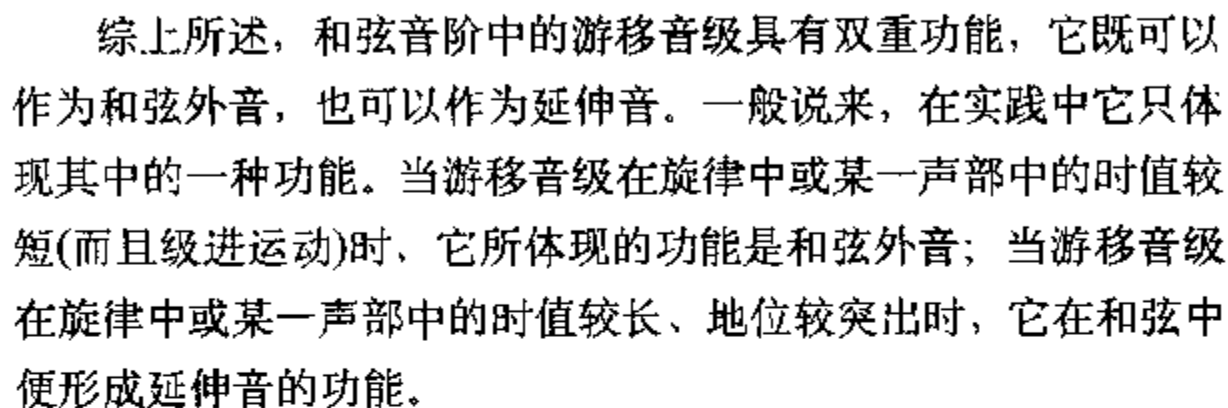 综上所述，和弦音阶中的游移音级具有双重功能，它既可以
作为和弦外音，也可以作为延伸音。一般说来，在实践中它只体
现其中的一种功能。当游移音级在旋律中或某一声部中的时值较
短(而且级进运动)时、它所体现的功能是和弦外音；当游移音级
在旋律中或某一声部中的时值较长、地位较突出时，它在和弦中
便形成延伸音的功能。